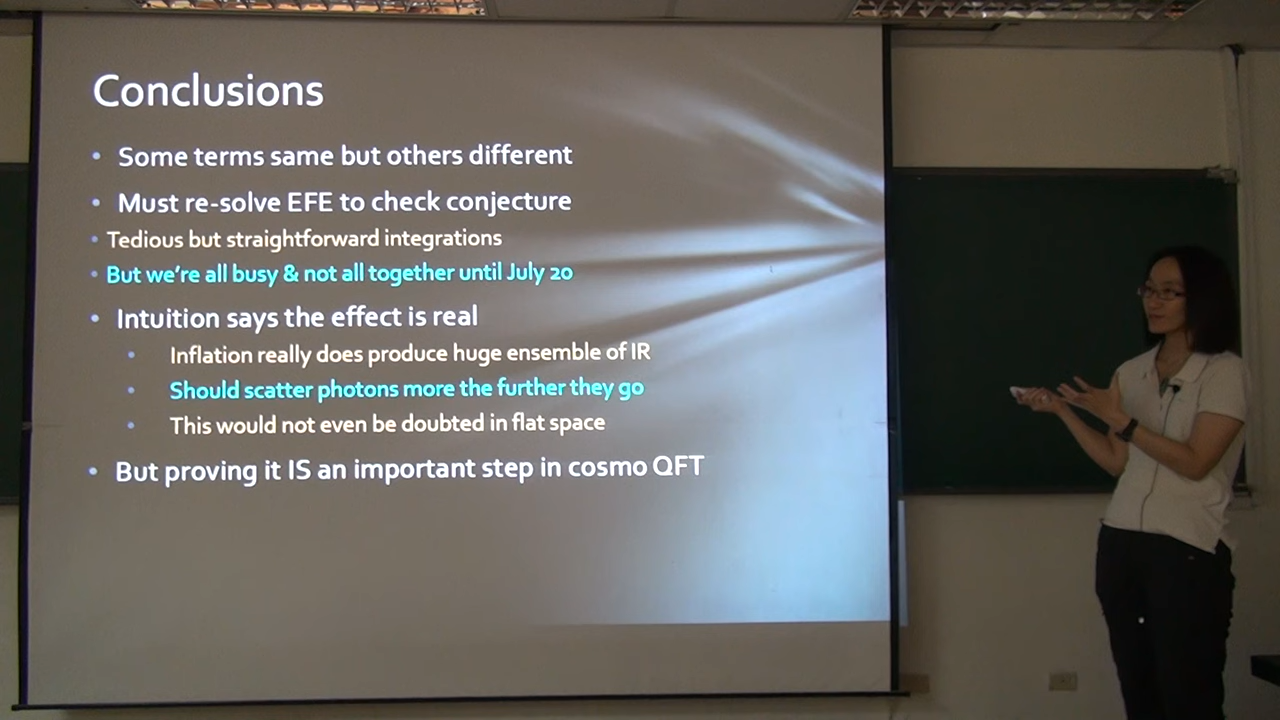 Conclusions
• Some terms same but others different
• Must re-solve EFE to check conjecture
• Tedious but straightforward integrations
• But we're all busy & not all together until July 20
• Intuition says the effect is real
• Inflation really does produce huge ensemble of IR
• Should scatter photons more the further they go
• This would not even be doubted in flat space
• But proving it IS an important step in cosmo QFT